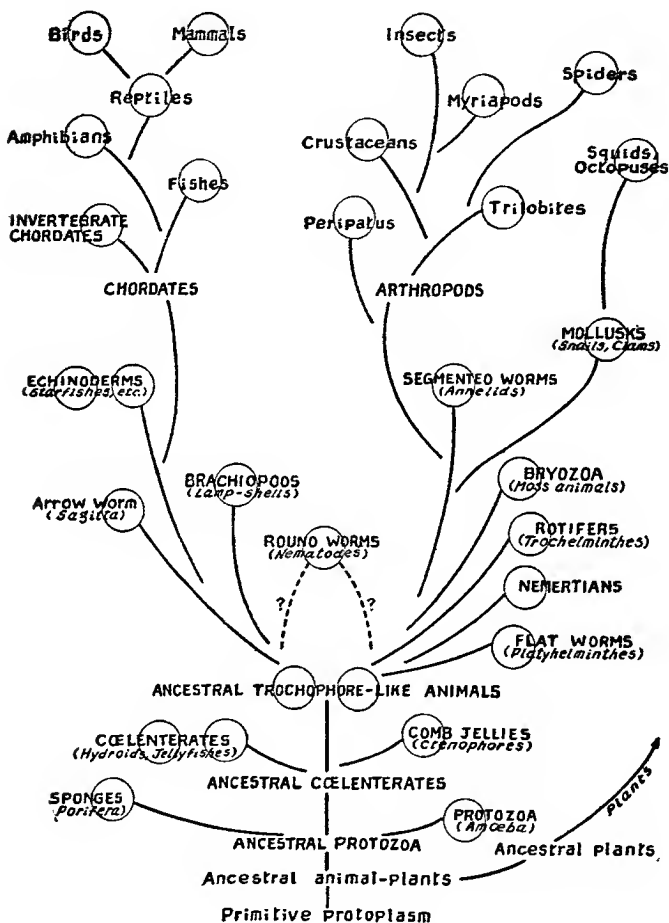 Birds
Mammals
Reptiles
Amphibians
Fishes
INVERTEBRATE
CHORDATES
CHORDATES
Insects
Myriapods
Spiders
Crustaceans
Squids,
Octopuses
Trilobites
Peripatus
ARTHROPODS
MOLLUSKS
(Snails, Clams)
ECHINODERMS
(Starfishes, etc.)
SEGMENTED WORMS
(Annelids)
BRACHIOPODS
(Lamp-shells)
BRYOZOA
(Moss animals)
Arrow worm
(Sagitta)
ROUND WORMS
(Nematodes)
ROTIFERS
(Trochelminthes)
? ?
NEMERTIANS
FLAT WORMS
(Platyhelminthes)
ANCESTRAL TROCHOPHORE-LIKE ANIMALS
CŒLENTERATES
(Hydroids, Jellyfishes)
COMB JELLIES
(Ctenophores)
ANCESTRAL CŒLENTERATES
SPONGES
(Porifera)
PROTOZOA
(Amœba)
Plants
ANCESTRAL PROTOZOA
Ancestral plants
Ancestral animal-plants
Primitive protoplasm